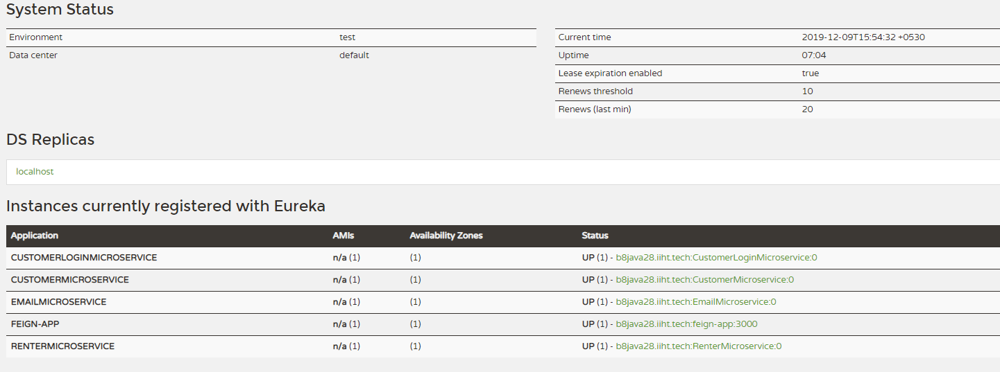 System Status
Environment test
Data center default
Current time 2019-12-09T15:54:32 +0530
Uptime 07:04
Lease expiration enabled true
Renews threshold 10
Renews (last min) 20
DS Replicas
localhost
Instances currently registered with Eureka
Application AMIs Availability Zones Status
CUSTOMERLOGINMICROSERVICE n/a (1) (1) UP (1) - b8java28.iiht.tech:CustomerLoginMicroservice:0
CUSTOMERMICROSERVICE n/a (1) (1) UP (1) - b8java28.iiht.tech:CustomerMicroservice:0
EMAILMICROSERVICE n/a (1) (1) UP (1) - b8java28.iiht.tech:EmailMicroservice:0
FEIGN-APP n/a (1) (1) UP (1) - b8java28.iiht.tech:feign-app:3000
RENTERMICROSERVICE n/a (1) (1) UP (1) - b8java28.iiht.tech:RenterMicroservice:0